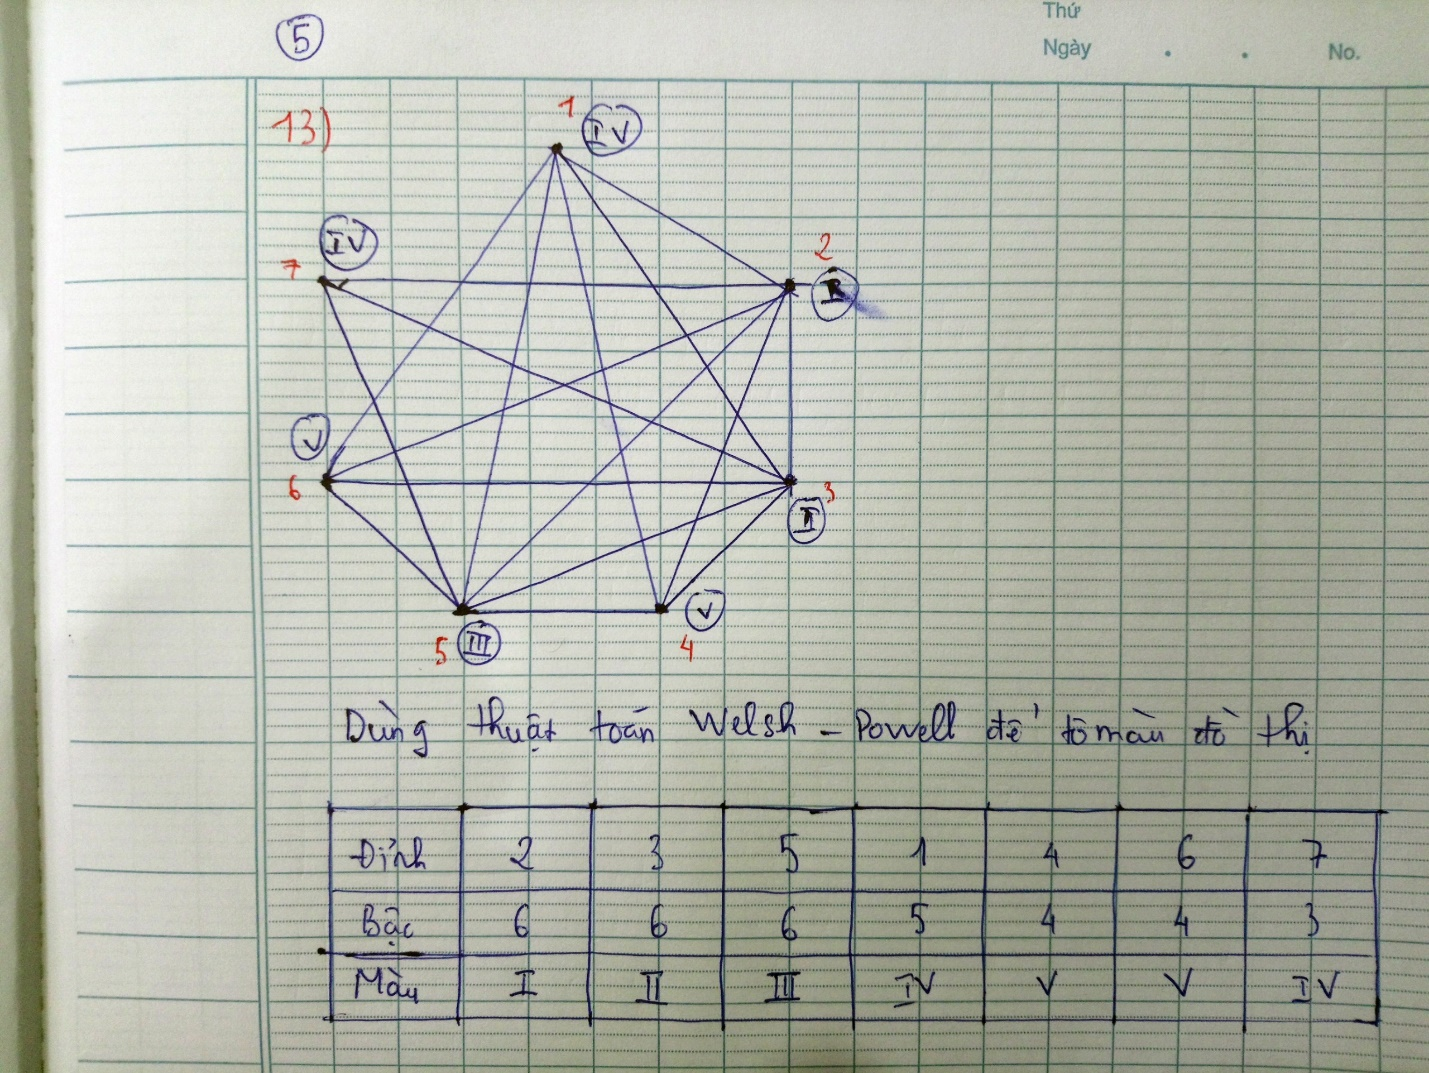 5
Thứ
Ngày . . No.
13)
1 IV
IV
2
7
I
V
6
3
II
V
5 III
4
Dùng thuật toán Welsh - Powell để tô màu đồ thị
Đỉnh 2 3 5 1 4 6 7
Bậc 6 6 6 5 4 4 3
Màu I II III IV V V IV